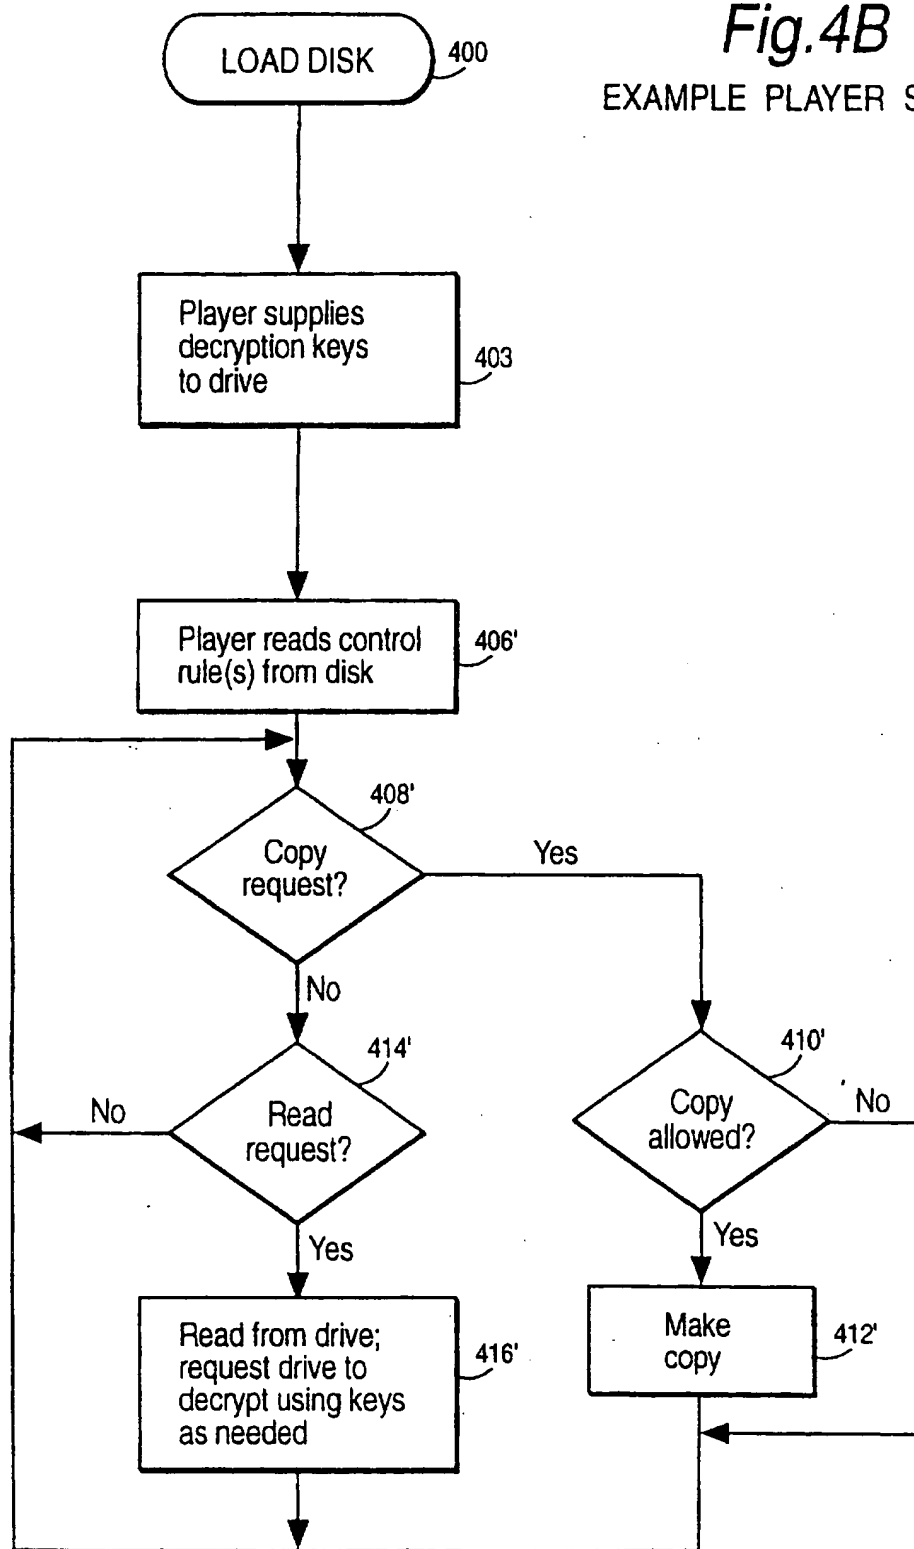 Fig.4B
EXAMPLE PLAYER
LOAD DISK
400
Player supplies
decryption keys
to drive
403
Player reads control
rule(s) from disk
406'
408'
Copy
request?
Yes
No
414'
Read
request?
No
Yes
410'
Copy
allowed?
No
Yes
Read from drive;
request drive to
decrypt using keys
as needed
416'
Make
copy
412'